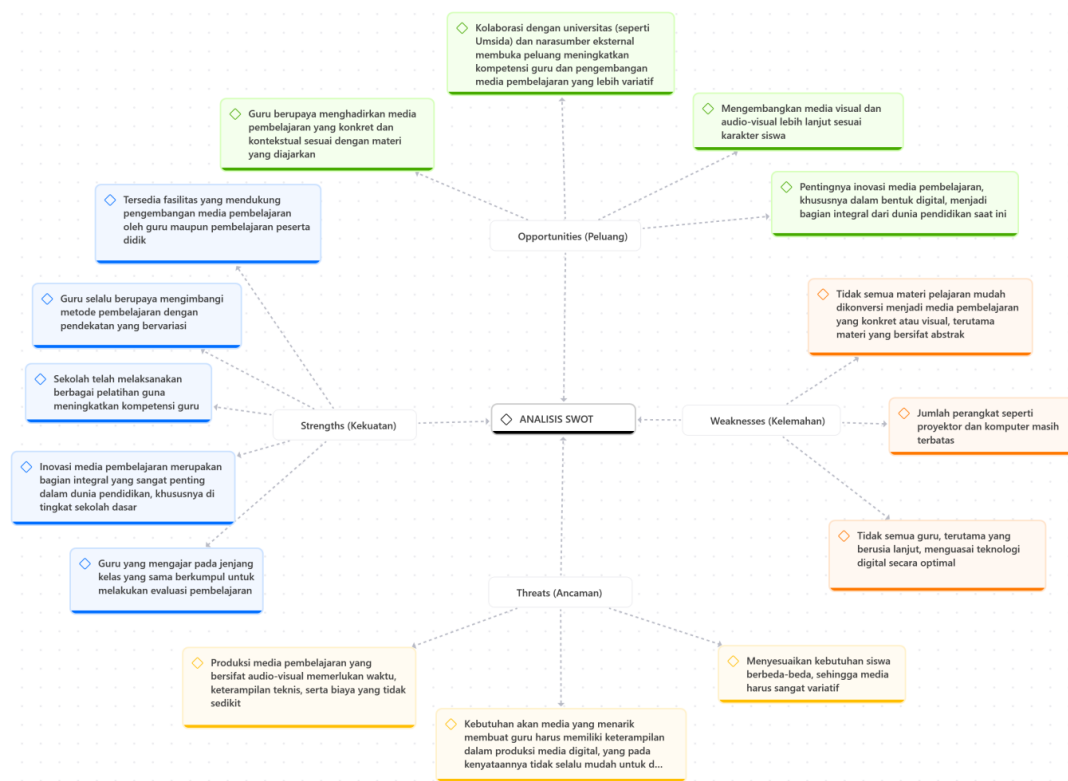 Kolaborasi dengan universitas (seperti
Umsida) dan narasumber eksternal
membuka peluang meningkatkan
kompetensi guru dan pengembangan
media pembelajaran yang lebih variatif
Guru berupaya menghadirkan media
pembelajaran yang konkret dan
kontekstual sesuai dengan materi
yang diajarkan
Mengembangkan media visual dan
audio-visual lebih lanjut sesuai
karakter siswa
Pentingnya inovasi media pembelajaran,
khususnya dalam bentuk digital, menjadi
bagian integral dari dunia pendidikan saat ini
Opportunities (Peluang)
Tersedia fasilitas yang mendukung
pengembangan media pembelajaran
oleh guru maupun pembelajaran peserta
didik
Guru selalu berupaya mengimbangi
metode pembelajaran dengan
pendekatan yang bervariasi
Sekolah telah melaksanakan
berbagai pelatihan guna
meningkatkan kompetensi guru
Inovasi media pembelajaran merupakan
bagian integral yang sangat penting
dalam dunia pendidikan, khususnya di
tingkat sekolah dasar
Guru yang mengajar pada jenjang
kelas yang sama berkumpul untuk
melakukan evaluasi pembelajaran
Strengths (Kekuatan)
ANALISIS SWOT
Weaknesses (Kelemahan)
Tidak semua materi pelajaran mudah
dikonversi menjadi media pembelajaran
yang konkret atau visual, terutama
materi yang bersifat abstrak
Jumlah perangkat seperti
proyektor dan komputer masih
terbatas
Tidak semua guru, terutama yang
berusia lanjut, menguasai teknologi
digital secara optimal
Threats (Ancaman)
Produksi media pembelajaran yang
bersifat audio-visual memerlukan waktu,
keterampilan teknis, serta biaya yang tidak
sedikit
Kebutuhan akan media yang menarik
membuat guru harus memiliki keterampilan
dalam produksi media digital, yang pada
kenyataannya tidak selalu mudah untuk d...
Menyesuaikan kebutuhan siswa
berbeda-beda, sehingga media
harus sangat variatif